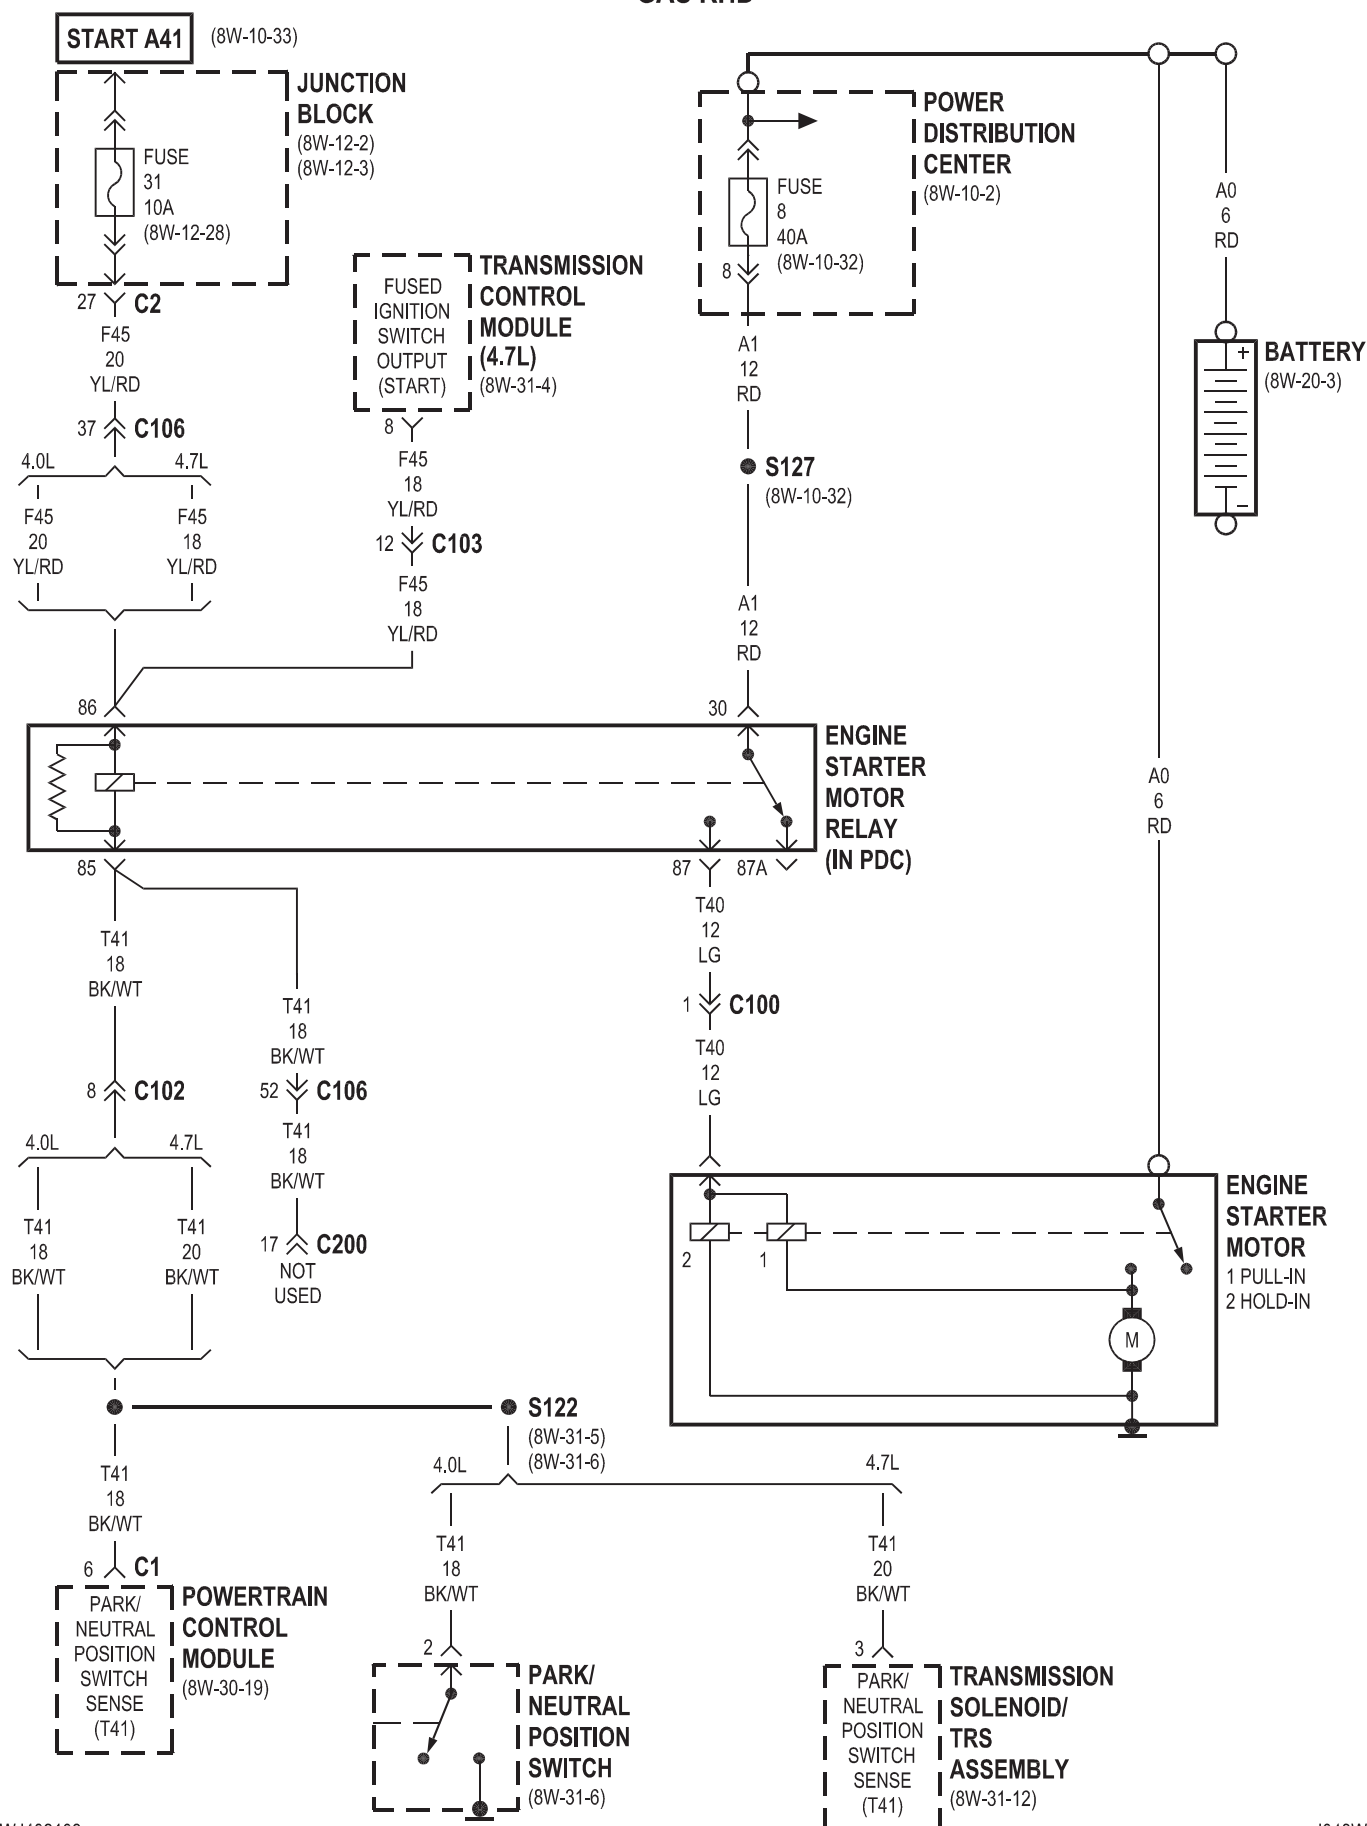 START A41
(8W-10-33)
JUNCTION
BLOCK
(8W-12-2)
(8W-12-3)
FUSE
31
10A
(8W-12-28)
27
C2
F45
20
YL/RD
37
C106
4.0L
4.7L
F45
20
YL/RD
F45
18
YL/RD
FUSED
IGNITION
SWITCH
OUTPUT
(START)
TRANSMISSION
CONTROL
MODULE
(4.7L)
(8W-31-4)
8
F45
18
YL/RD
12
C103
F45
18
YL/RD
POWER
DISTRIBUTION
CENTER
(8W-10-2)
FUSE
8
40A
(8W-10-32)
8
A1
12
RD
S127
(8W-10-32)
A1
12
RD
A0
6
RD
+
BATTERY
(8W-20-3)
–
86
30
ENGINE
STARTER
MOTOR
RELAY
(IN PDC)
85
87
87A
A0
6
RD
T41
18
BK/WT
T41
18
BK/WT
8
C102
52
C106
T41
18
BK/WT
17
C200
NOT
USED
4.0L
4.7L
T41
18
BK/WT
T41
20
BK/WT
T40
12
LG
1
C100
T40
12
LG
2
1
M
ENGINE
STARTER
MOTOR
1 PULL-IN
2 HOLD-IN
S122
(8W-31-5)
(8W-31-6)
4.0L
4.7L
T41
18
BK/WT
6
C1
PARK/
NEUTRAL
POSITION
SWITCH
SENSE
(T41)
POWERTRAIN
CONTROL
MODULE
(8W-30-19)
T41
18
BK/WT
2
PARK/
NEUTRAL
POSITION
SWITCH
(8W-31-6)
T41
20
BK/WT
3
PARK/
NEUTRAL
POSITION
SWITCH
SENSE
(T41)
TRANSMISSION
SOLENOID/
TRS
ASSEMBLY
(8W-31-12)